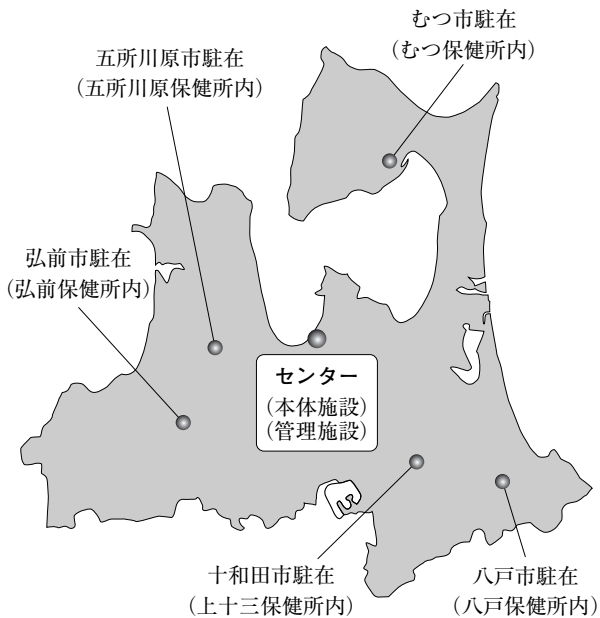 むつ市駐在
(むつ保健所内)
五所川原市駐在
(五所川原保健所内)
弘前市駐在
(弘前保健所内)
センター
(本体施設)
(管理施設)
十和田市駐在
(上十三保健所内)
八戸市駐在
(八戸保健所内)